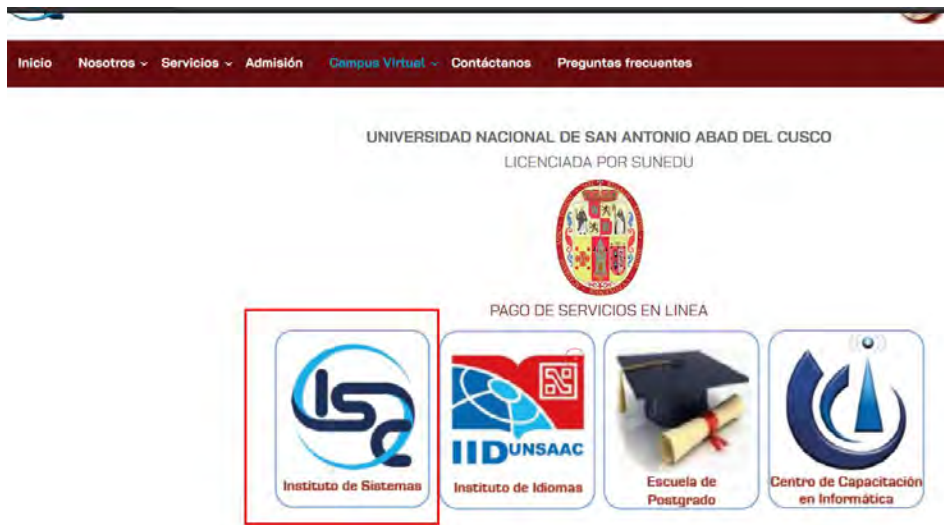 Inicio Nosotros Servicios Admisión Campus Virtual Contáctanos Preguntas frecuentes
UNIVERSIDAD NACIONAL DE SAN ANTONIO ABAD DEL CUSCO
LICENCIADA POR SUNEDU
PAGO DE SERVICIOS EN LINEA
ISC
Instituto de Sistemas
IIDUNSAAC
Instituto de Idiomas
Escuela de
Postgrado
Centro de Capacitación
en Informática